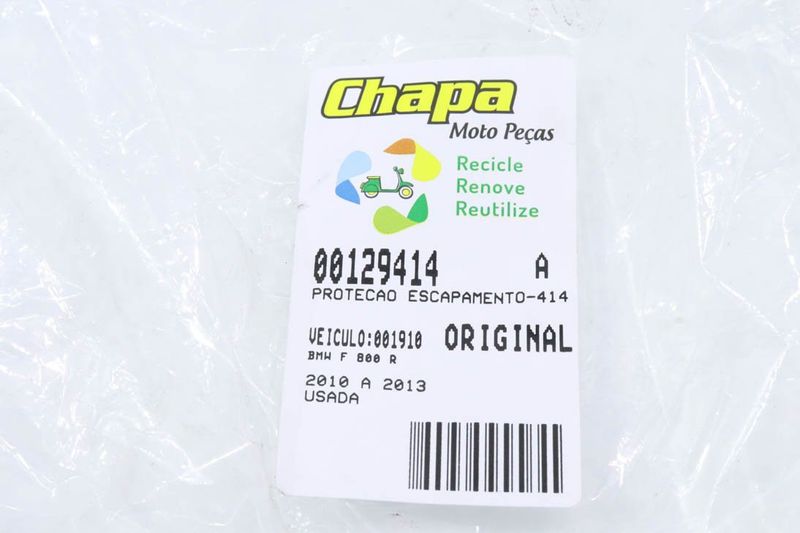 Chapa
Moto Peças
Recicle
Renove
Reutilize
00129414 A
PROTECAO ESCAPAMENTO-414
VEICULO:001910 ORIGINAL
BMW F 800 R
2010 A 2013
USADA